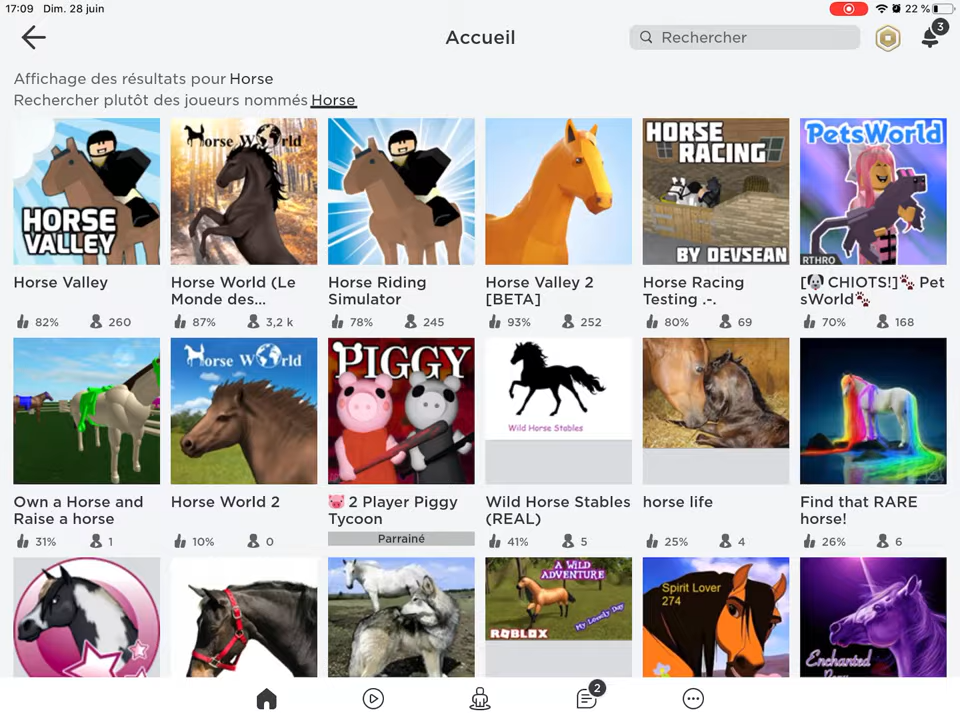 17:09 Dim. 28 juin
22 %
Accueil
Rechercher
3
Affichage des résultats pour Horse
Rechercher plutôt des joueurs nommés Horse
HORSE
VALLEY
Horse World
HORSE
RACING
BY DEVSEAN
PetsWorld
RTHRO
Horse Valley
Horse World (Le
Monde des...
Horse Riding
Simulator
Horse Valley 2
[BETA]
Horse Racing
Testing .-.
[🐶CHIOTS!]🐾Pet
sWorld🐾
82% 260
87% 3,2 k
78% 245
93% 252
80% 69
70% 168
Horse World
PIGGY
Wild Horse Stables
Own a Horse and
Raise a horse
Horse World 2
🐷 2 Player Piggy
Tycoon
Wild Horse Stables
(REAL)
horse life
Find that RARE
horse!
31% 1
10% 0
Parrainé
41% 5
25% 4
26% 6
A WILD
ADVENTURE
My Lovely Day
ROBLOX
Spirit Lover
274
Enchanted
2